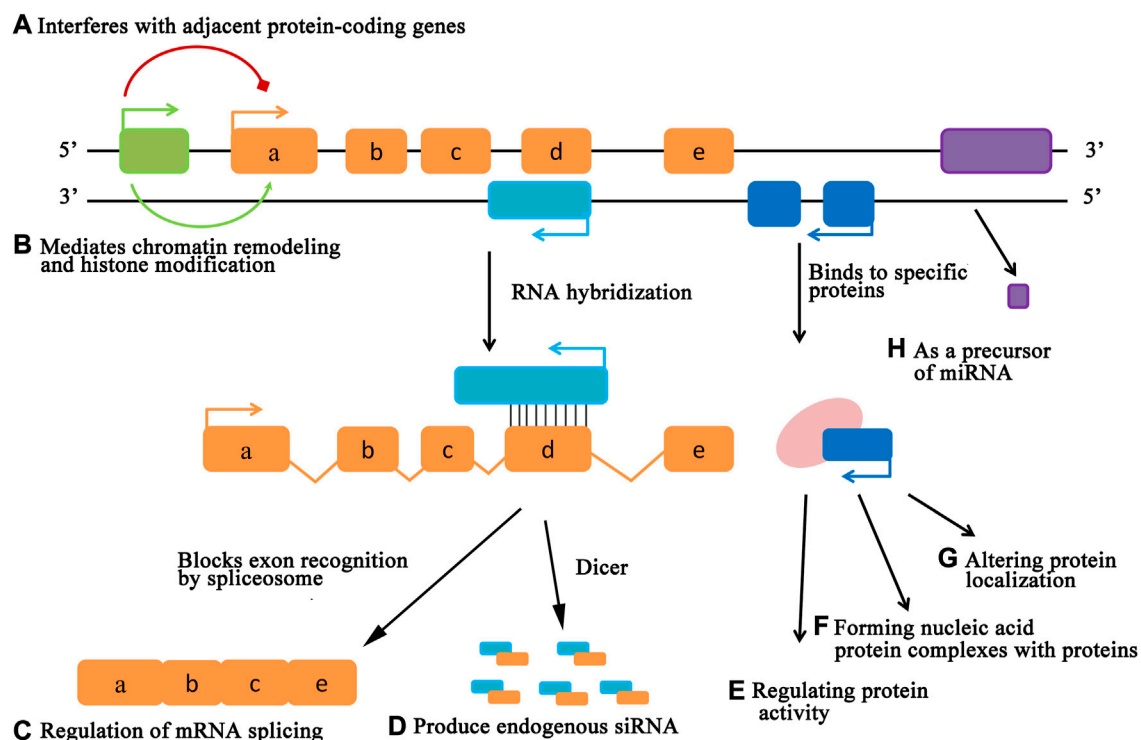 A Interferes with adjacent protein-coding genes
5’ a b c d e 3’
3’ 5’
B Mediates chromatin remodeling
and histone modification
RNA hybridization
Binds to specific
proteins
H As a precursor
of miRNA
a b c d e
Blocks exon recognition
by spliceosome
Dicer
G Altering protein
localization
F Forming nucleic acid
protein complexes with proteins
a b c e
E Regulating protein
activity
C Regulation of mRNA splicing
D Produce endogenous siRNA